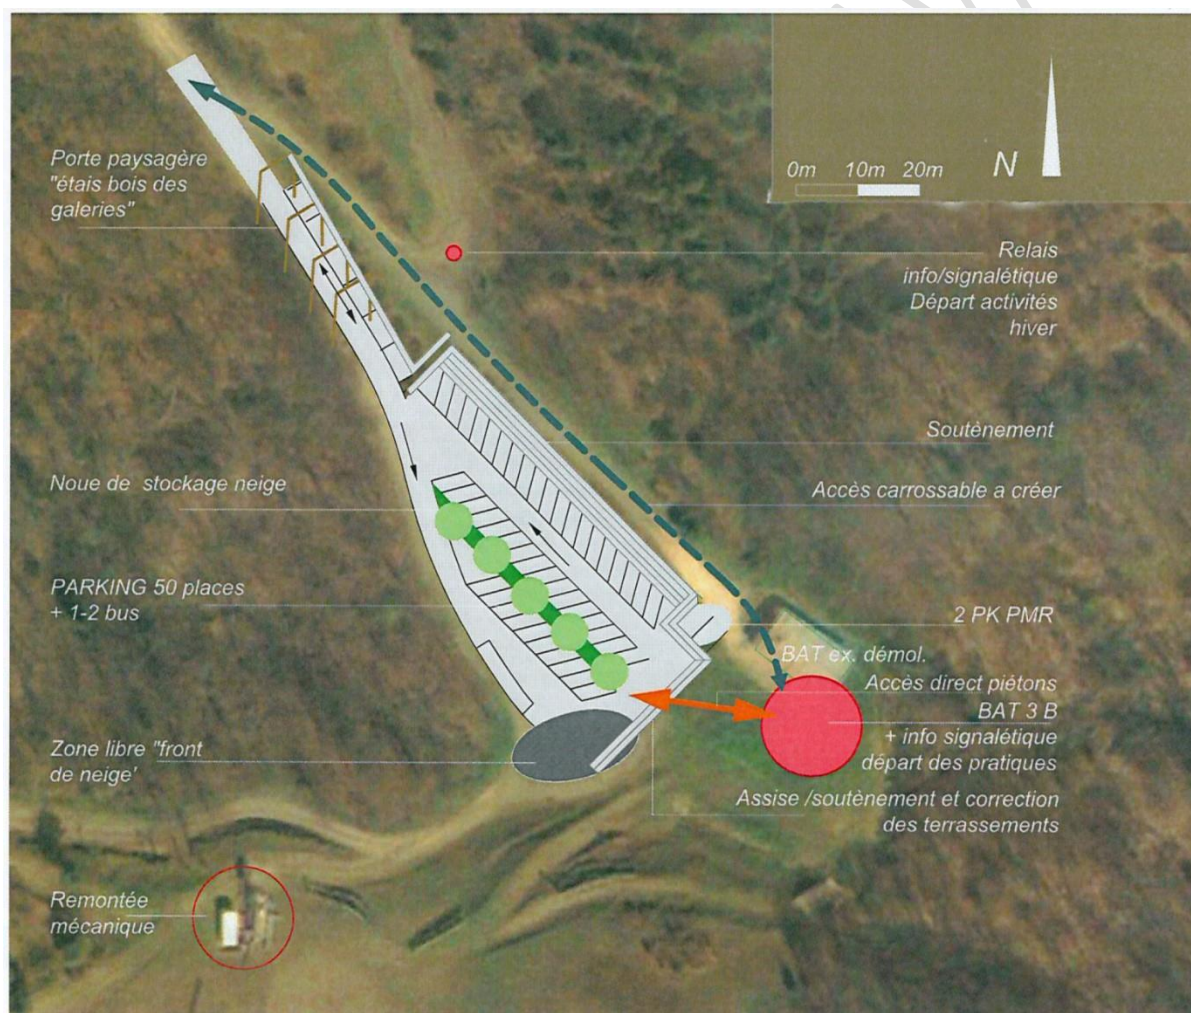 0m 10m 20m
N
Porte paysagère
"étais bois des
galeries"
Relais
info/signalétique
Départ activités
hiver
Soutènement
Noue de stockage neige
Accès carrossable a créer
PARKING 50 places
+ 1-2 bus
2 PK PMR
BAT ex. démol.
Accès direct piétons
BAT 3 B
+ info signalétique
départ des pratiques
Zone libre "front
de neige'
Assise /soutènement et correction
des terrassements
Remontée
mécanique